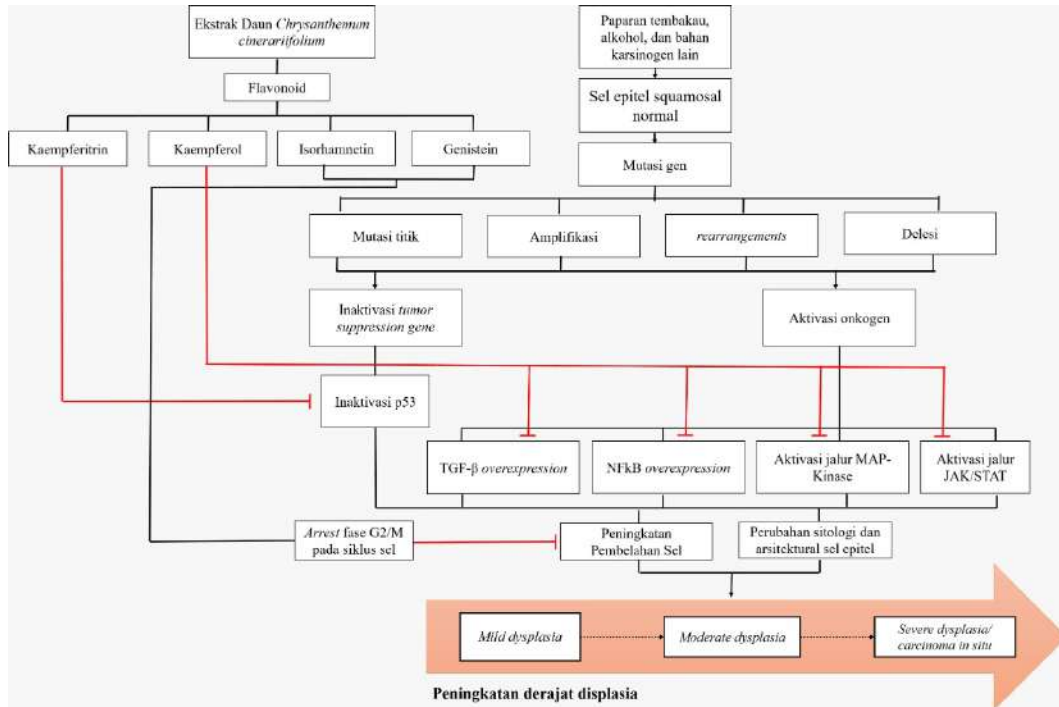 Ekstrak Daun Chrysanthemum
cinerariifolium
Paparan tembakau,
alkohol, dan bahan
karsinogen lain
Flavonoid
Sel epitel squamosal
normal
Kaempferitrin
Kaempferol
Isorhamnetin
Genistein
Mutasi gen
Mutasi titik
Amplifikasi
rearrangements
Delesi
Inaktivasi tumor
suppression gene
Aktivasi onkogen
Inaktivasi p53
TGF-β overexpression
NFkB overexpression
Aktivasi jalur MAP-
Kinase
Aktivasi jalur
JAK/STAT
Arrest fase G2/M
pada siklus sel
Peningkatan
Pembelahan Sel
Perubahan sitologi dan
arsitektural sel epitel
Mild dysplasia
Moderate dysplasia
Severe dysplasia/
carcinoma in situ
Peningkatan derajat displasia